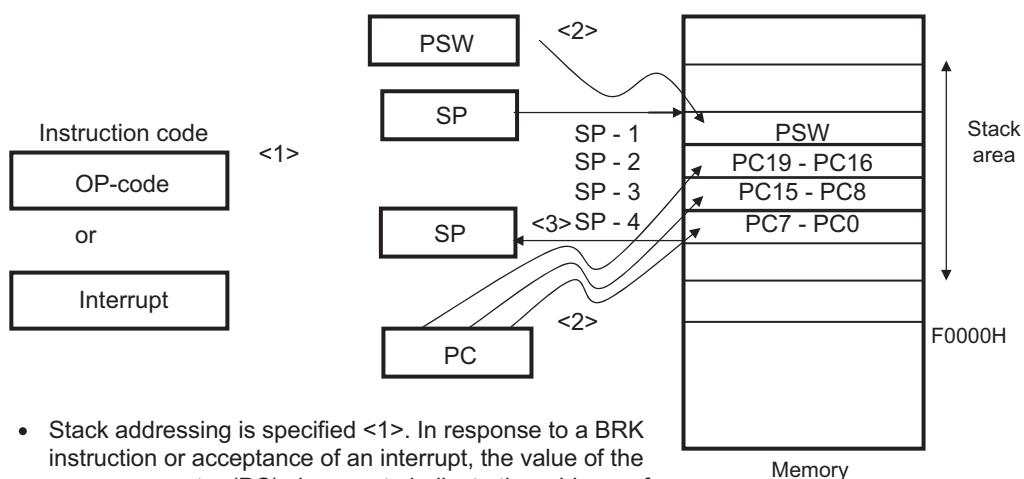 PSW
<2>
SP
Instruction code
<1>
OP-code
or
Interrupt
SP - 1
SP - 2
SP - 3
SP - 4
PSW
PC19 - PC16
PC15 - PC8
PC7 - PC0
Stack
area
SP
<3>
<2>
PC
F0000H
Memory
• Stack addressing is specified <1>. In response to a BRK
instruction or acceptance of an interrupt, the value of the